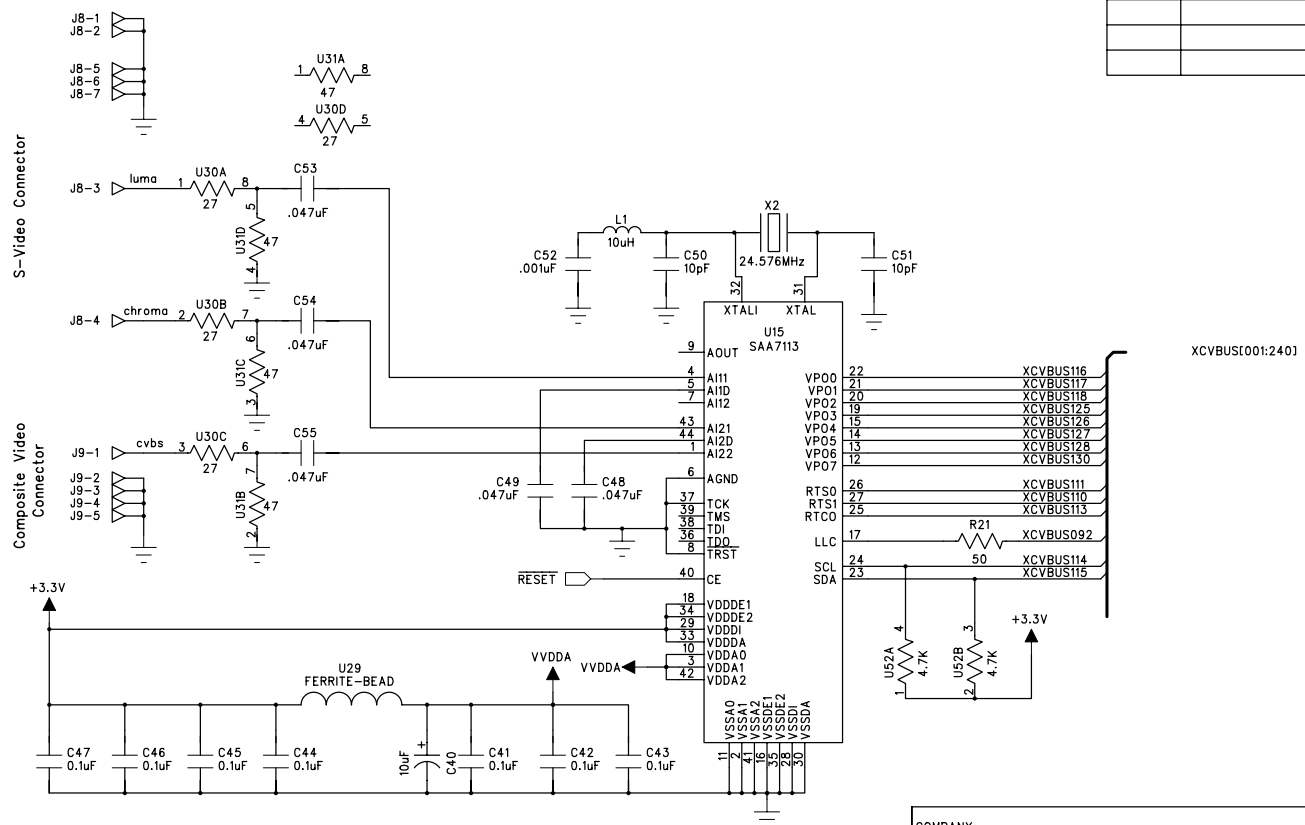 J8-1
J8-2
J8-5
J8-6
J8-7
U31A
1 8
47
U30D
4 5
27
S-Video Connector
J8-3 luma
1 U30A 8
27
C53
.047uF
5
U31D 47
4
J8-4 chroma
2 U30B 7
27
C54
.047uF
6
U31C 47
3
Composite Video
Connector
J9-1 cvbs
3 U30C 6
27
C55
.047uF
7
U31B 47
2
J9-2
J9-3
J9-4
J9-5
L1
10uH
X2
24.576MHz
C52
.001uF
C50
10pF
C51
10pF
32 31
XTALI XTAL
U15
SAA7113
9 AOUT
4 AI11
5 AI1D
7 AI12
43 AI21
44 AI2D
1 AI22
6 AGND
37 TCK
39 TMS
38 TDI
36 TDO
8 TRST
40 CE
18 VDDDE1
34 VDDDE2
29 VDDDI
33 VDDDA
10 VDDA0
3 VDDA1
42 VDDA2
C49
.047uF
C48
.047uF
RESET
VVDDA
VPO0 22 XCVBUS116
VPO1 21 XCVBUS117
VPO2 20 XCVBUS118
VPO3 19 XCVBUS125
VPO4 15 XCVBUS126
VPO5 14 XCVBUS127
VPO6 13 XCVBUS128
VPO7 12 XCVBUS130
RTS0 26 XCVBUS111
RTS1 27 XCVBUS110
RTC0 25 XCVBUS113
LLC 17 R21 XCVBUS092
50
SCL 24 XCVBUS114
SDA 23 XCVBUS115
XCVBUS[001:240]
+3.3V
4
U52A 4.7K
1
3
U52B 4.7K
2
VSSA0 VSSA1 VSSA2 VSSDE1 VSSDE2 VSSDI VSSDA
11 2 41 16 35 28 30
+3.3V
U29
FERRITE-BEAD
VVDDA
C47
0.1uF
C46
0.1uF
C45
0.1uF
C44
0.1uF
10uF + C40
C41
0.1uF
C42
0.1uF
C43
0.1uF
COMPANY